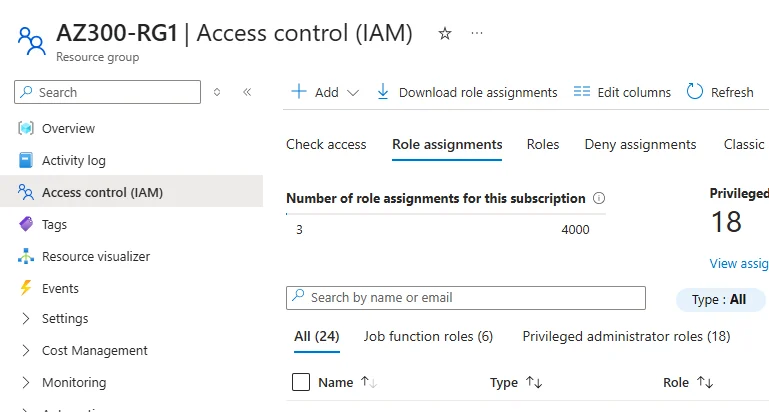 AZ300-RG1 | Access control (IAM)
Resource group
Search
Add
Download role assignments
Edit columns
Refresh
Overview
Activity log
Access control (IAM)
Tags
Resource visualizer
Events
Settings
Cost Management
Monitoring
Check access
Role assignments
Roles
Deny assignments
Classic
Number of role assignments for this subscription
3
4000
Privileged
18
View assig
Search by name or email
Type : All
All (24)
Job function roles (6)
Privileged administrator roles (18)
Name
Type
Role